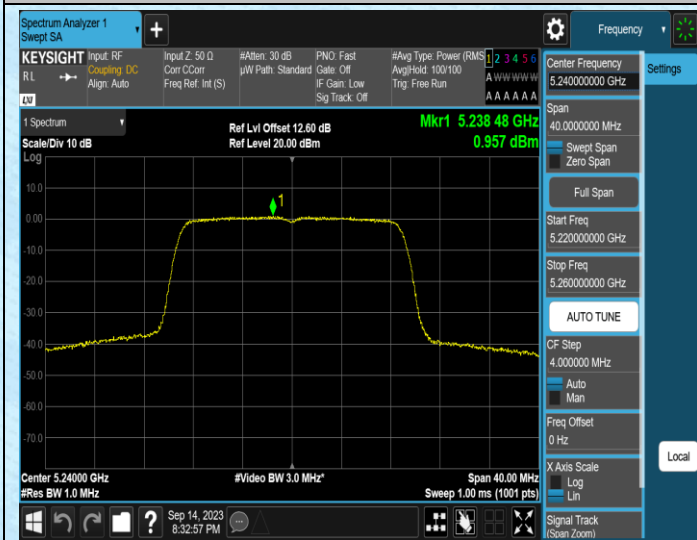 Spectrum Analyzer 1
Swept SA
+
Frequency
KEYSIGHT
RL
LXI
Input: RF
Coupling: DC
Align: Auto
Input Z: 50 Ω
Corr CCorr
Freq Ref: Int (S)
#Atten: 30 dB
µW Path: Standard
PNO: Fast
Gate: Off
IF Gain: Low
Sig Track: Off
#Avg Type: Power (RMS
Avg|Hold: 100/100
Trig: Free Run
1 2 3 4 5 6
A W W W W W
A A A A A A
1 Spectrum
Scale/Div 10 dB
Log
Ref Lvl Offset 12.60 dB
Ref Level 20.00 dBm
Mkr1 5.238 48 GHz
0.957 dBm
10.0
0.00
-10.0
-20.0
-30.0
-40.0
-50.0
-60.0
-70.0
1
Center 5.24000 GHz
#Res BW 1.0 MHz
#Video BW 3.0 MHz*
Span 40.00 MHz
Sweep 1.00 ms (1001 pts)
?
Sep 14, 2023
8:32:57 PM
Center Frequency
5.240000000 GHz
Settings
Span
40.0000000 MHz
Swept Span
Zero Span
Full Span
Start Freq
5.220000000 GHz
Stop Freq
5.260000000 GHz
AUTO TUNE
CF Step
4.000000 MHz
Auto
Man
Freq Offset
0 Hz
X Axis Scale
Log
Lin
Signal Track
(Span Zoom)
Local